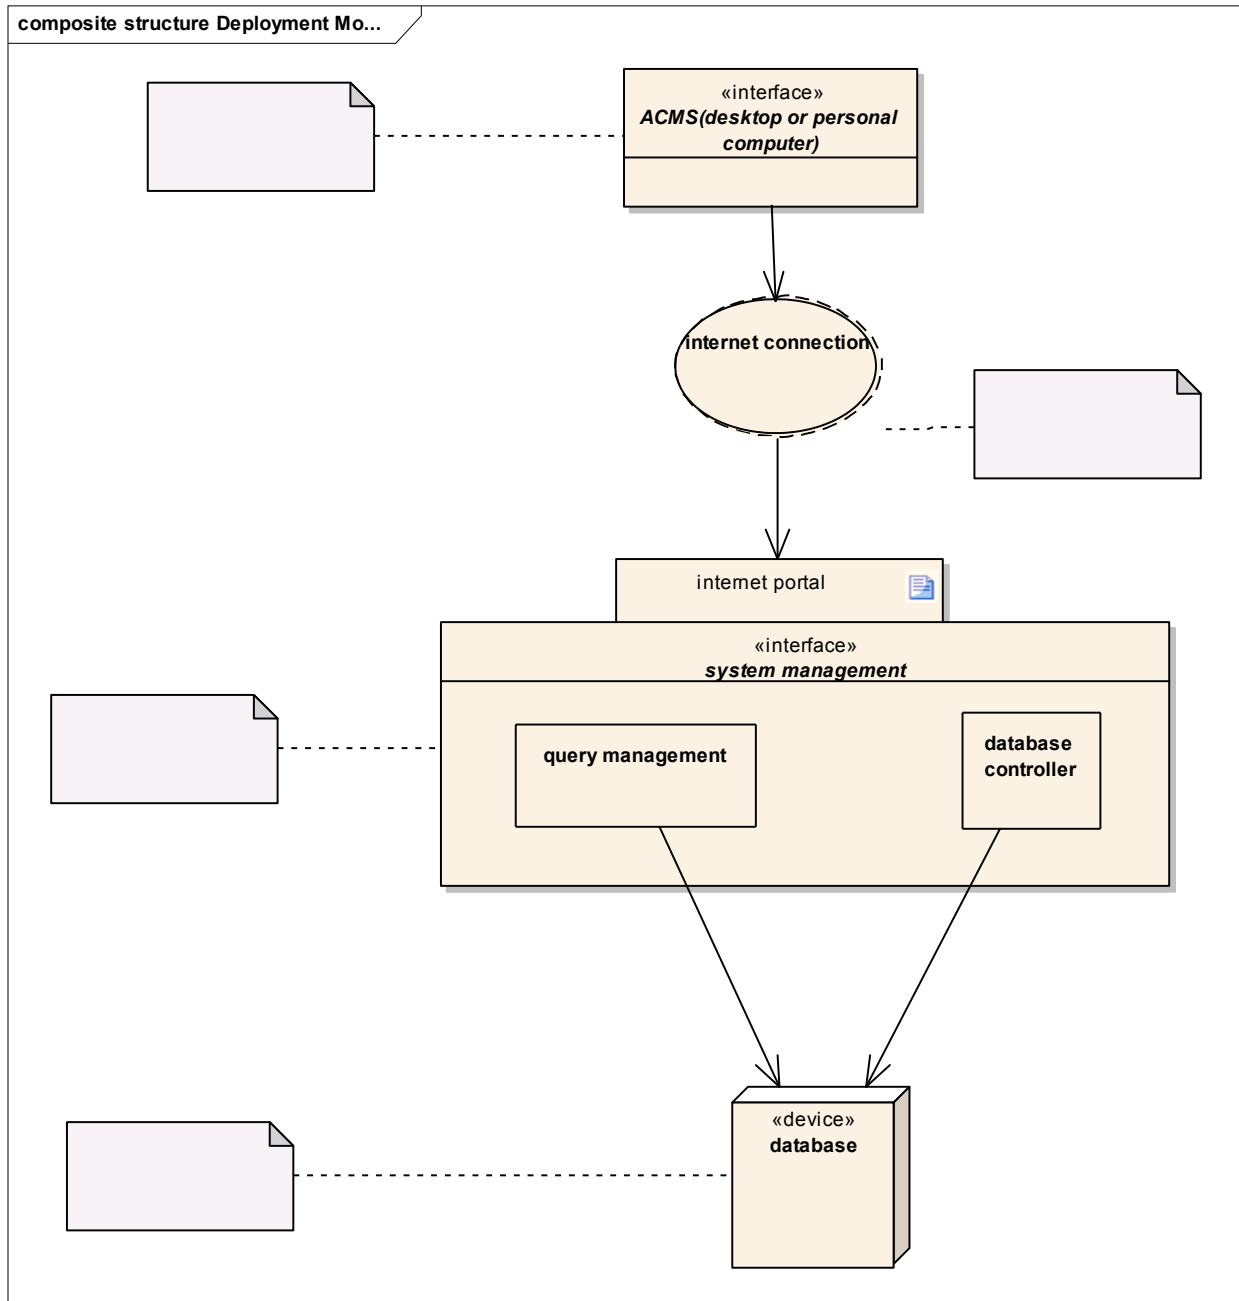 composite structure Deployment Mo...
«interface»
ACMS(desktop or personal
computer)
internet connection
internet portal
«interface»
system management
query management
database
controller
«device»
database